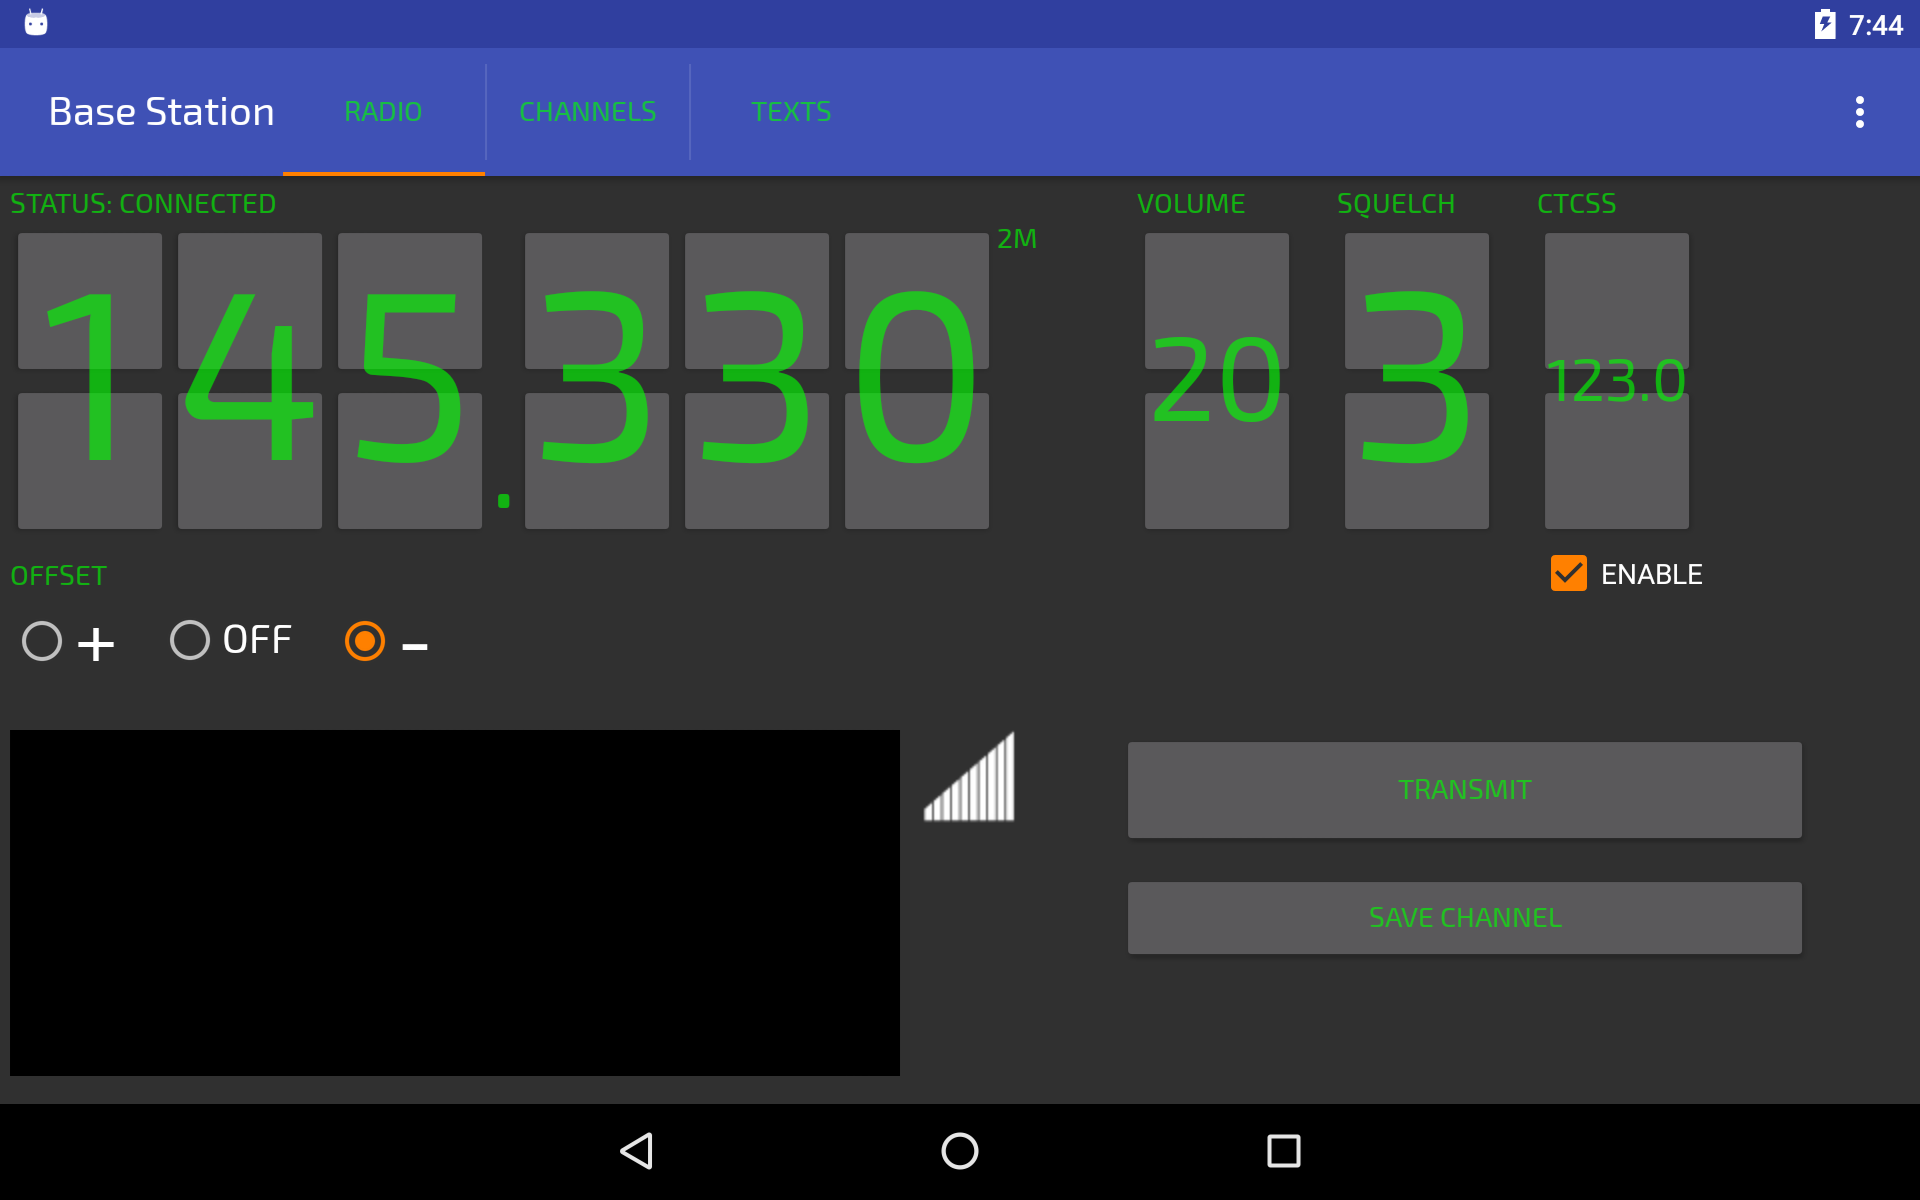 7:44
Base Station RADIO CHANNELS TEXTS
STATUS: CONNECTED
VOLUME SQUELCH CTCSS
145.330 2M
20 3 123.0
OFFSET
ENABLE
+ OFF -
TRANSMIT
SAVE CHANNEL